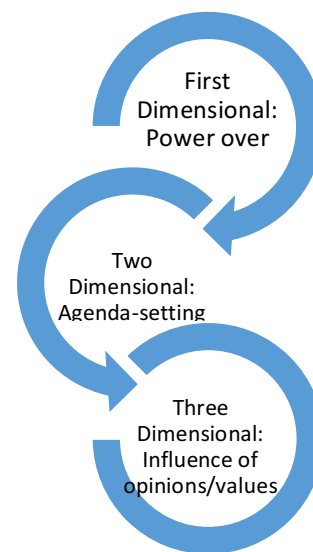 First
Dimensional:
Power over
Two
Dimensional:
Agenda-setting
Three
Dimensional:
Influence of
opinions/values